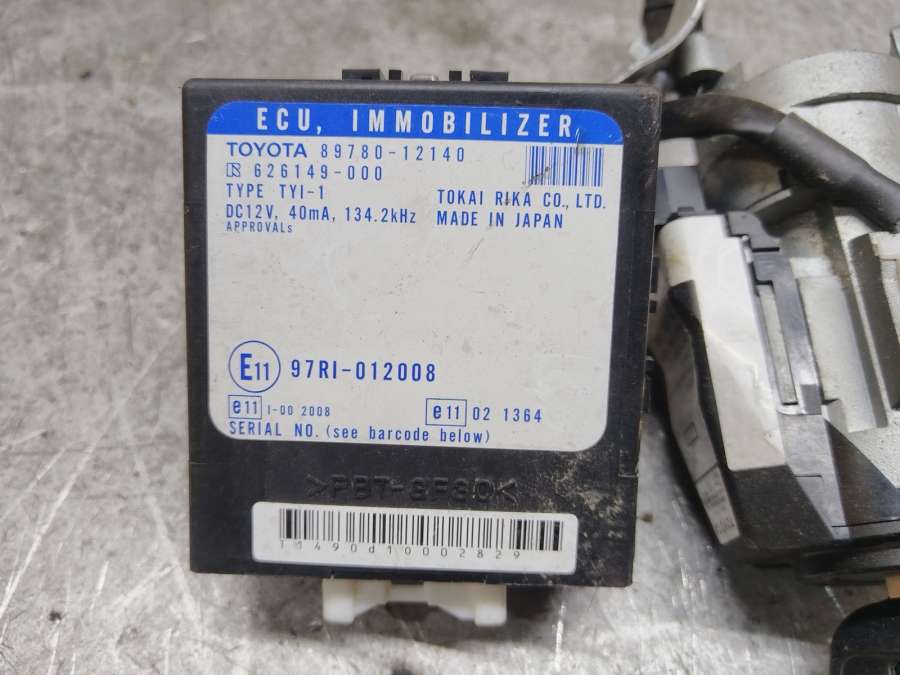 ECU, IMMOBILIZER
TOYOTA 89780-12140
626149-000
TYPE TYI-1 TOKAI RIKA CO., LTD.
DC12V, 40mA, 134.2kHz MADE IN JAPAN
APPROVALs
E11 97RI-012008
e11 I-00 2008 e11 02 1364
SERIAL NO. (see barcode below)
>PBT-GF30<
T1490d10002829